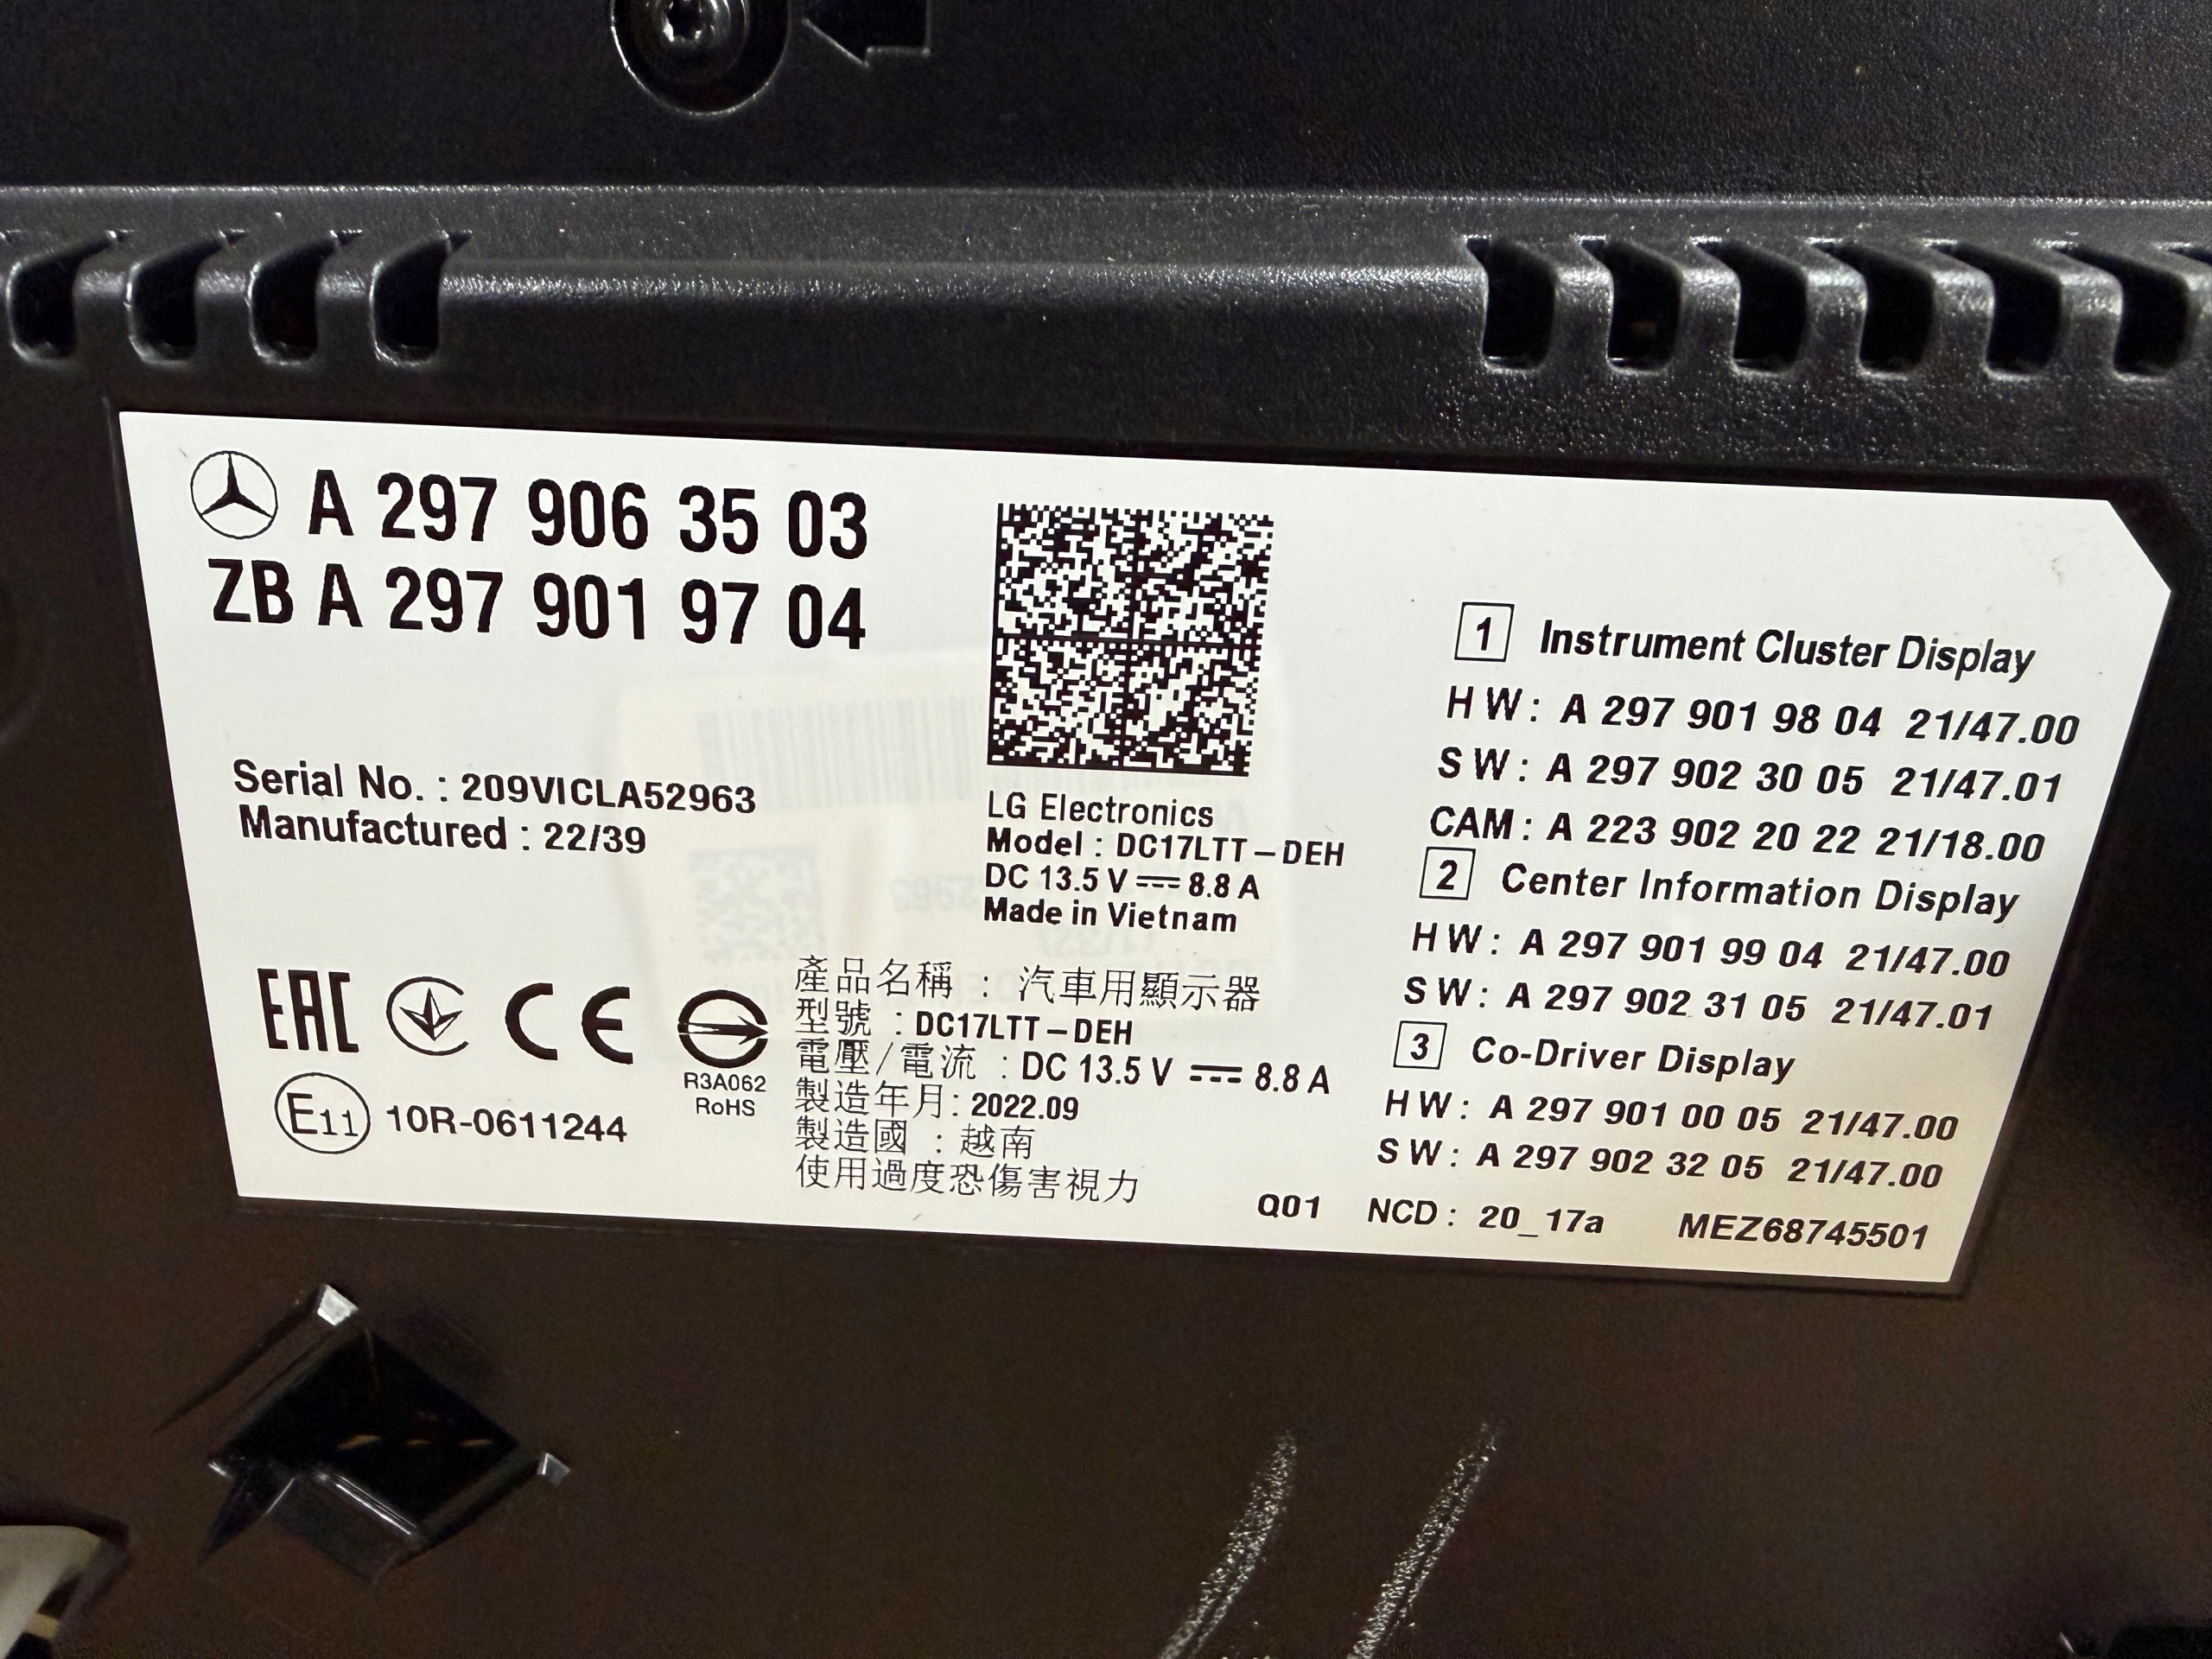 A 297 906 35 03
ZB A 297 901 97 04
Serial No. : 209VICLA52963
Manufactured : 22/39
EAC
CE
R3A062
RoHS
E11 10R-0611244
LG Electronics
Model : DC17LTT-DEH
DC 13.5 V ⎓ 8.8 A
Made in Vietnam
產品名稱 : 汽車用顯示器
型號 : DC17LTT-DEH
電壓/電流 : DC 13.5 V ⎓ 8.8 A
製造年月: 2022.09
製造國 : 越南
使用過度恐傷害視力
1 Instrument Cluster Display
HW: A 297 901 98 04 21/47.00
SW: A 297 902 30 05 21/47.01
CAM: A 223 902 20 22 21/18.00
2 Center Information Display
HW: A 297 901 99 04 21/47.00
SW: A 297 902 31 05 21/47.01
3 Co-Driver Display
HW: A 297 901 00 05 21/47.00
SW: A 297 902 32 05 21/47.00
Q01 NCD: 20_17a MEZ68745501